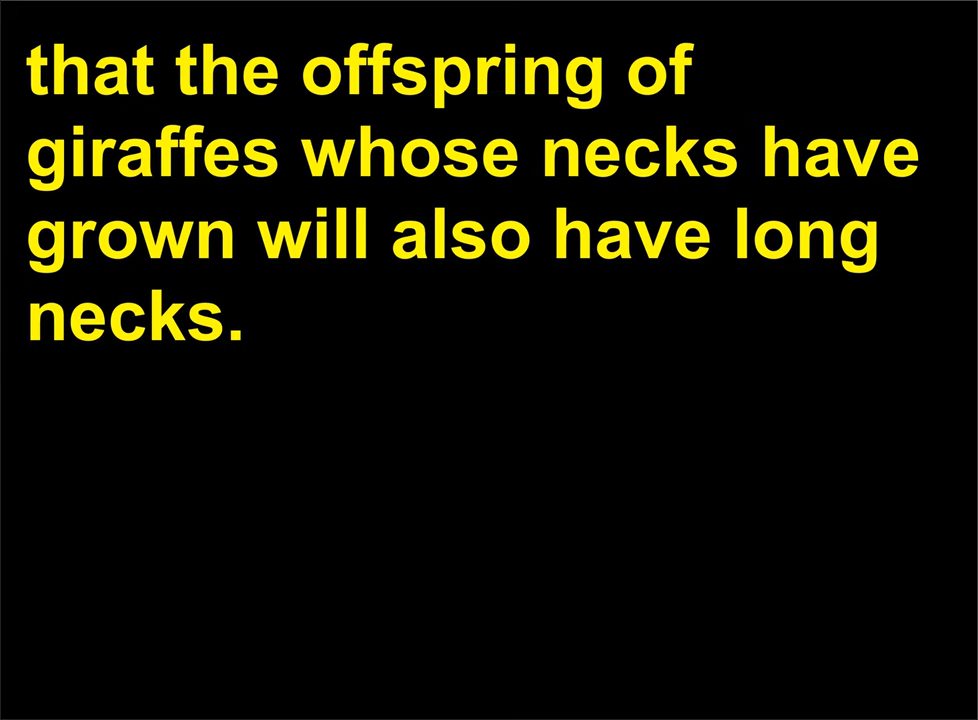 that the offspring of
giraffes whose necks have
grown will also have long
necks.